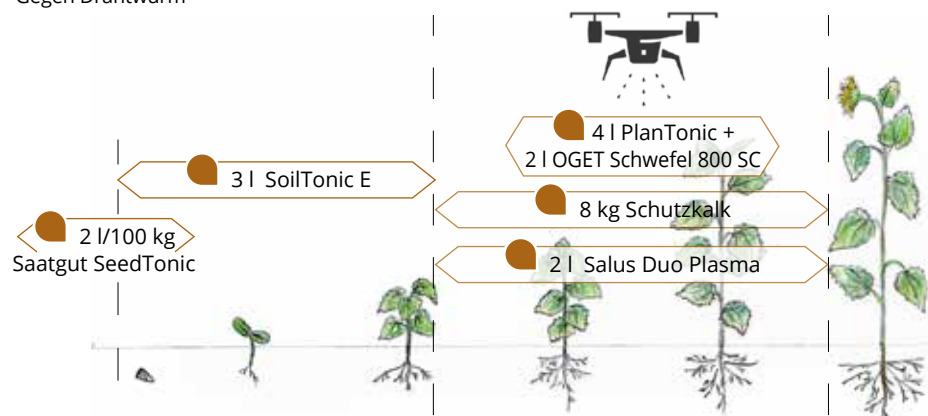 Gegen Drahtwurm
4 l PlanTonic +
2 l OGET Schwefel 800 SC
3 l SoilTonic E
8 kg Schutzkalk
2 l/100 kg
Saatgut SeedTonic
2 l Salus Duo Plasma